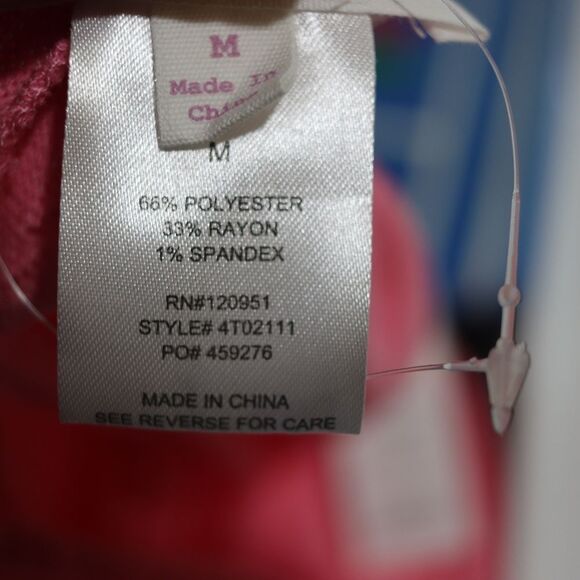 M
Made In
China
M
66% POLYESTER
33% RAYON
1% SPANDEX
RN#120951
STYLE# 4T02111
PO# 459276
MADE IN CHINA
SEE REVERSE FOR CARE